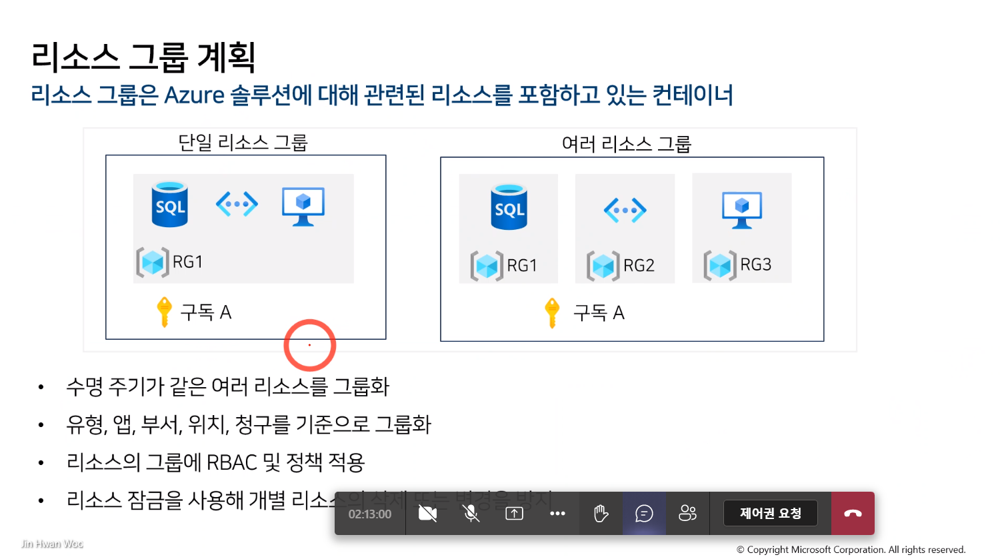 리소스 그룹 계획
리소스 그룹은 Azure 솔루션에 대해 관련된 리소스를 포함하고 있는 컨테이너
단일 리소스 그룹
SQL
RG1
구독 A
여러 리소스 그룹
SQL
RG1
RG2
RG3
구독 A
• 수명 주기가 같은 여러 리소스를 그룹화
• 유형, 앱, 부서, 위치, 청구를 기준으로 그룹화
• 리소스의 그룹에 RBAC 및 정책 적용
• 리소스 잠금을 사용해 개별 리소스의 삭제 또는 변경을 방지
02:13:00
제어권 요청
Jin Hwan Woo
© Copyright Microsoft Corporation. All rights reserved.